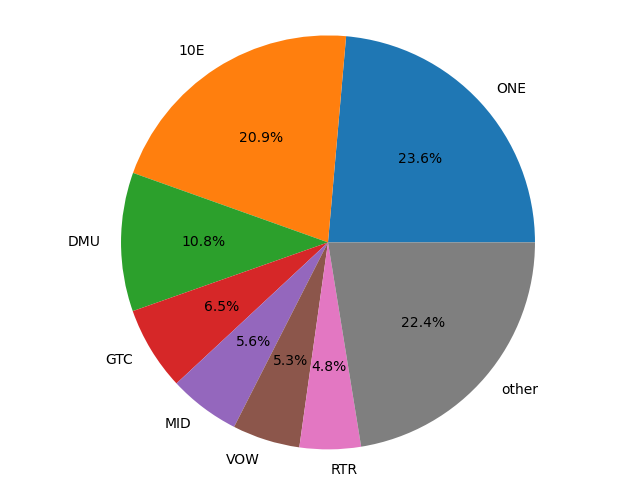 10E
ONE
20.9%
23.6%
DMU
10.8%
6.5%
5.6%
5.3%
4.8%
22.4%
GTC
MID
VOW
RTR
other